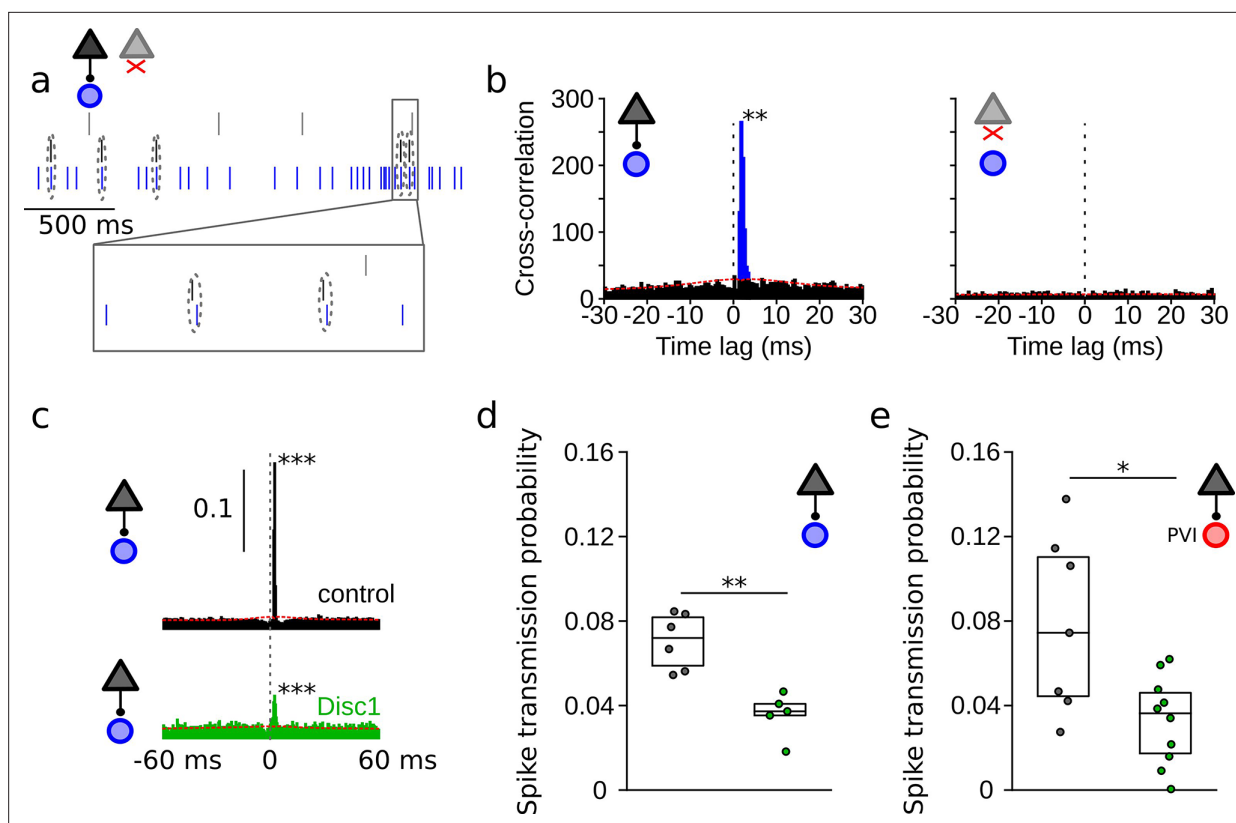 a
500 ms
b
Cross-correlation
300
200
100
0
**
-30 -20 -10 0 10 20 30
Time lag (ms)
-30 -20 -10 0 10 20 30
Time lag (ms)
c
0.1
***
control
***
Disc1
-60 ms 0 60 ms
d
Spike transmission probability
0.16
0.12
0.08
0.04
0
**
e
Spike transmission probability
0.16
0.12
0.08
0.04
0
*
PVI